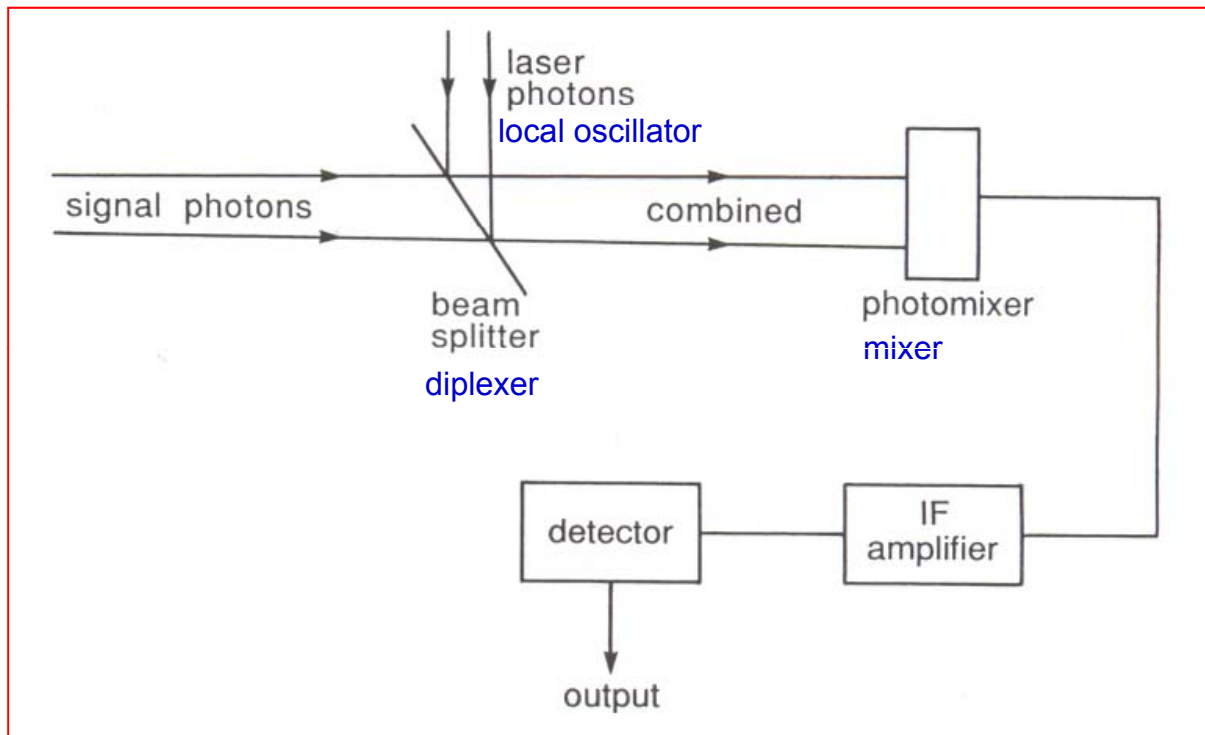 laser
photons
local oscillator
signal photons
combined
beam
splitter
diplexer
photomixer
mixer
detector
IF
amplifier
output